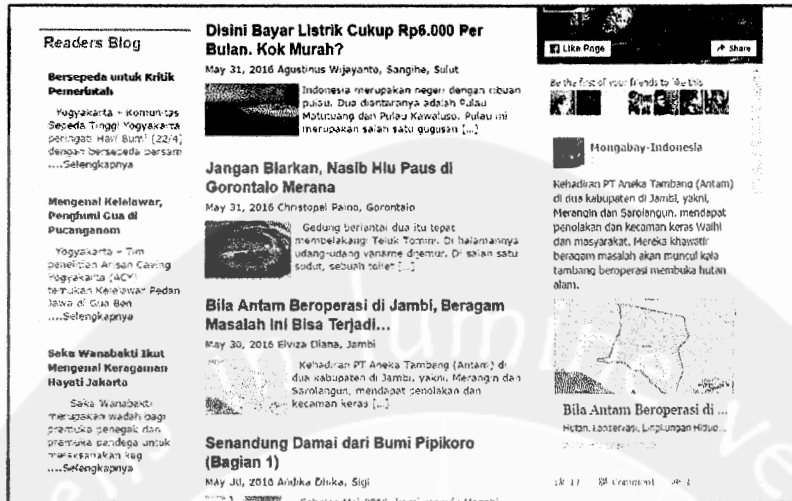 Readers Blog
Bersepeda untuk Kritik
Pemerintah
Yogyakarta – Komunitas
Sepeda Tinggi Yogyakarta
peringati Hari Bumi (22/4)
dengan bersepeda bersam
....Selengkapnya
Mengenal Kelelawar,
Penghuni Gua di
Pucanganom
Yogyakarta – Tim
penelitian Arisan Caving
Yogyakarta (ACY)
temukan Kelelawar Pedan
Jawa di Gua Ben
....Selengkapnya
Saka Wanabakti Ikut
Mengenal Keragaman
Hayati Jakarta
Saka Wanabakti
merupakan wadah bagi
pramuka penegak dan
pramuka pandega untuk
melaksanakan keg
....Selengkapnya
Disini Bayar Listrik Cukup Rp6.000 Per
Bulan. Kok Murah?
May 31, 2016 Agustinus Wijayanto, Sangihe, Sulut
Indonesia merupakan negeri dengan ribuan
pulau. Dua diantaranya adalah Pulau
Matutuang dan Pulau Kawaluso. Pulau ini
merupakan salah satu gugusan [...]
Jangan Biarkan, Nasib Hiu Paus di
Gorontalo Merana
May 31, 2016 Christopel Paino, Gorontalo
Gedung berlantai dua itu tepat
membelakangi Teluk Tomini. Di halamannya
udang-udang vaname dijemur. Di salah satu
sudut, sebuah toilet [...]
Bila Antam Beroperasi di Jambi, Beragam
Masalah Ini Bisa Terjadi...
May 30, 2016 Elviza Diana, Jambi
Kehadiran PT Aneka Tambang (Antam) di
dua kabupaten di Jambi, yakni, Merangin dan
Sarolangun, mendapat penolakan dan
kecaman keras [...]
Senandung Damai dari Bumi Pipikoro
(Bagian 1)
May 30, 2016 Andika Dhika, Sigi
Like Page
Share
Be the first of your friends to like this
Mongabay-Indonesia
Kehadiran PT Aneka Tambang (Antam)
di dua kabupaten di Jambi, yakni,
Merangin dan Sarolangun, mendapat
penolakan dan kecaman keras Walhi
dan masyarakat. Mereka khawatir
beragam masalah akan muncul kala
tambang beroperasi membuka hutan
alam.
Bila Antam Beroperasi di ...
Hutan, konservasi, Lingkungan Hidup...
Comment